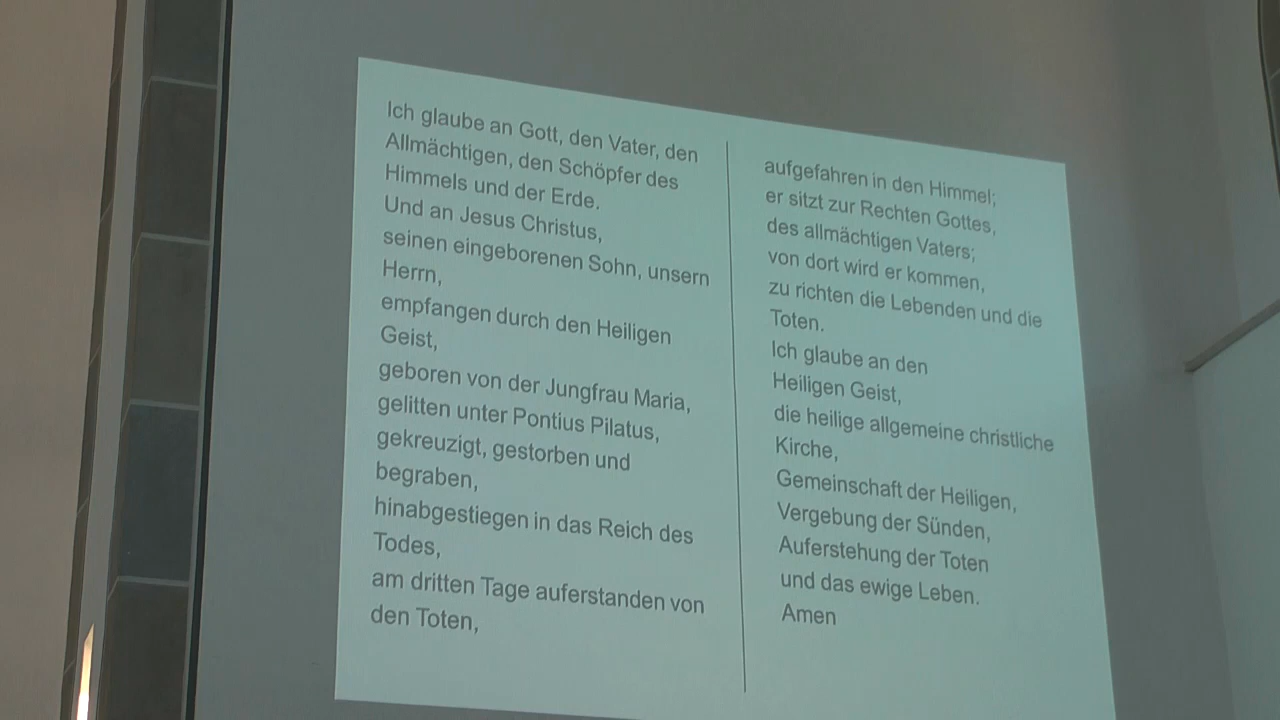 Ich glaube an Gott, den Vater, den
Allmächtigen, den Schöpfer des
Himmels und der Erde.
Und an Jesus Christus,
seinen eingeborenen Sohn, unsern
Herrn,
empfangen durch den Heiligen
Geist,
geboren von der Jungfrau Maria,
gelitten unter Pontius Pilatus,
gekreuzigt, gestorben und
begraben,
hinabgestiegen in das Reich des
Todes,
am dritten Tage auferstanden von
den Toten,
aufgefahren in den Himmel;
er sitzt zur Rechten Gottes,
des allmächtigen Vaters;
von dort wird er kommen,
zu richten die Lebenden und die
Toten.
Ich glaube an den
Heiligen Geist,
die heilige allgemeine christliche
Kirche,
Gemeinschaft der Heiligen,
Vergebung der Sünden,
Auferstehung der Toten
und das ewige Leben.
Amen